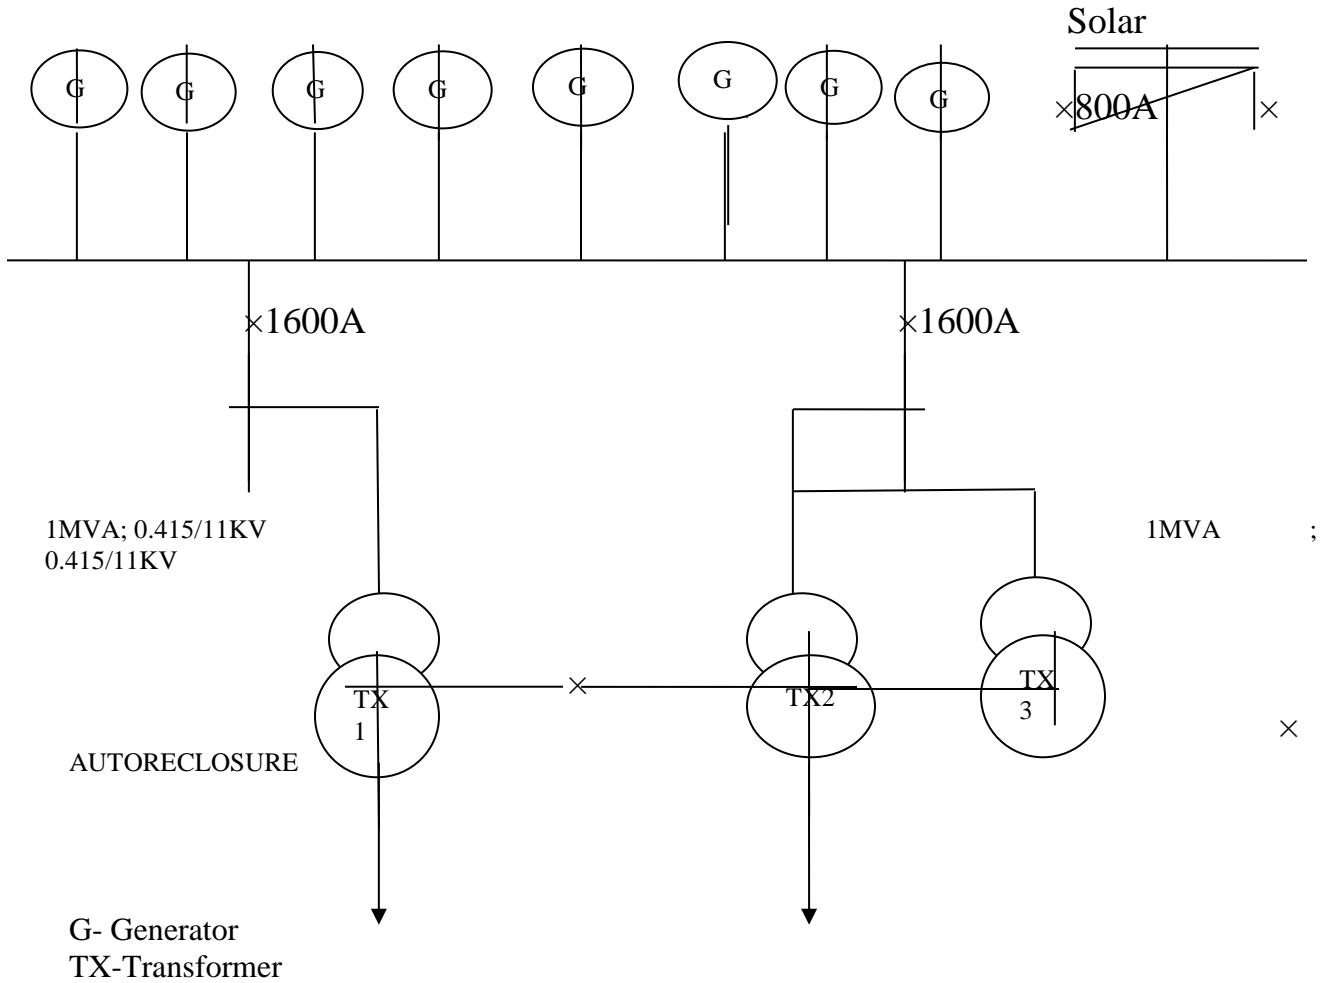 Solar
G G G G G G G G
×800A ×
×1600A ×1600A
1MVA; 0.415/11KV 1MVA ;
0.415/11KV
TX TX2 TX
1 3
×
×
AUTORECLOSURE
G- Generator
TX-Transformer